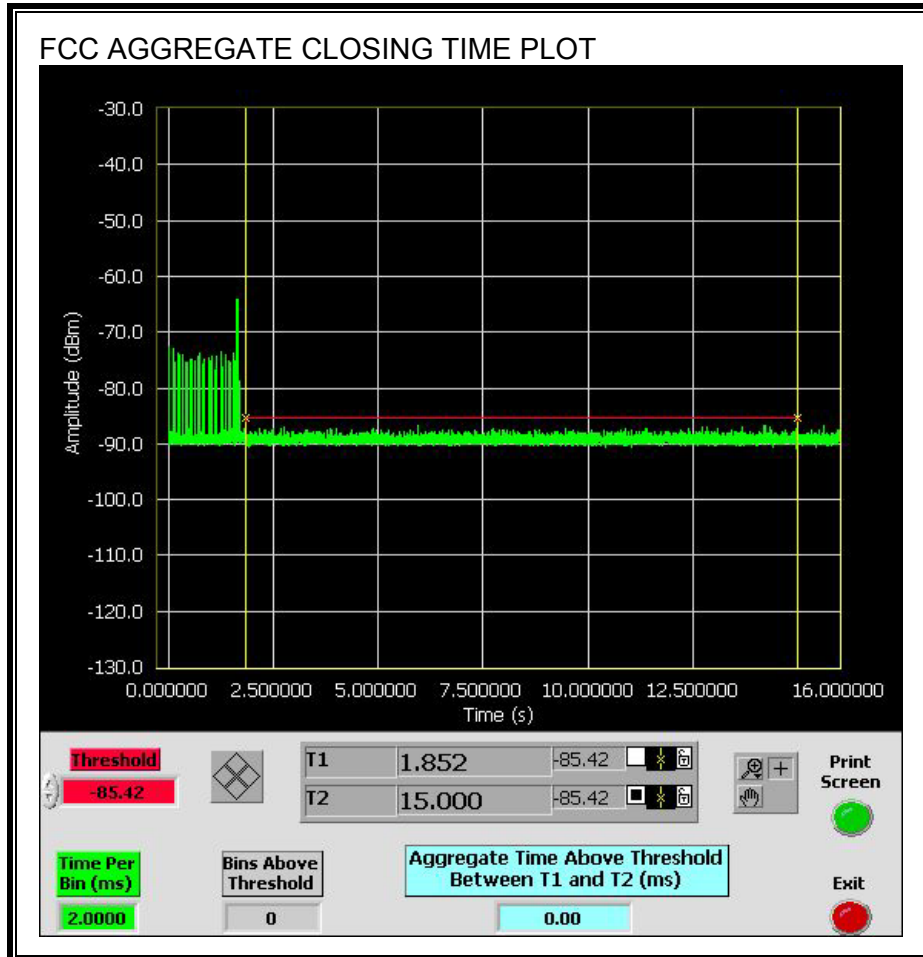 FCC AGGREGATE CLOSING TIME PLOT
-30.0
-40.0
-50.0
-60.0
-70.0
-80.0
-90.0
-100.0
-110.0
-120.0
-130.0
Amplitude (dBm)
0.000000 2.500000 5.000000 7.500000 10.000000 12.500000 16.000000
Time (s)
Threshold
-85.42
T1 1.852 -85.42
T2 15.000 -85.42
Print
Screen
Time Per
Bin (ms)
2.0000
Bins Above
Threshold
0
Aggregate Time Above Threshold
Between T1 and T2 (ms)
0.00
Exit